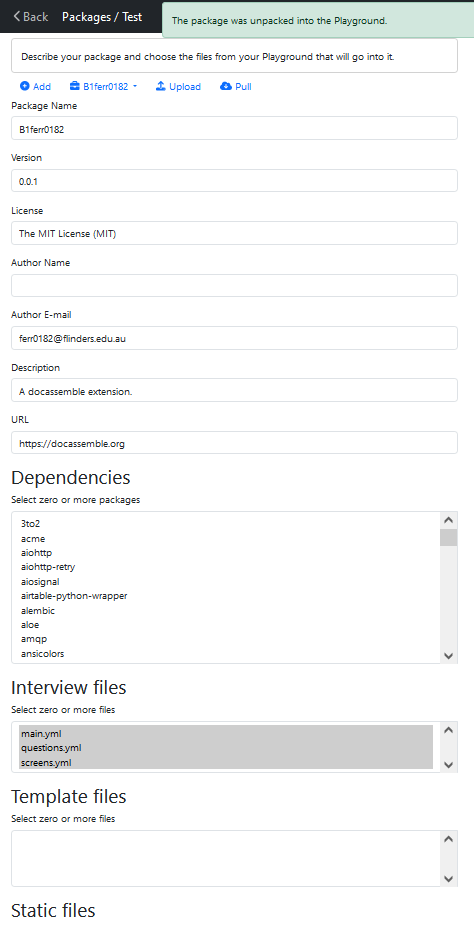 Back
Packages / Test
The package was unpacked into the Playground.
Describe your package and choose the files from your Playground that will go into it.
Add
B1ferr0182
Upload
Pull
Package Name
B1ferr0182
Version
0.0.1
License
The MIT License (MIT)
Author Name
Author E-mail
ferr0182@flinders.edu.au
Description
A docassemble extension.
URL
https://docassemble.org
Dependencies
Select zero or more packages
3to2
acme
aiohttp
aiohttp-retry
aiosignal
airtable-python-wrapper
alembic
aloe
amqp
ansicolors
Interview files
Select zero or more files
main.yml
questions.yml
screens.yml
Template files
Select zero or more files
Static files